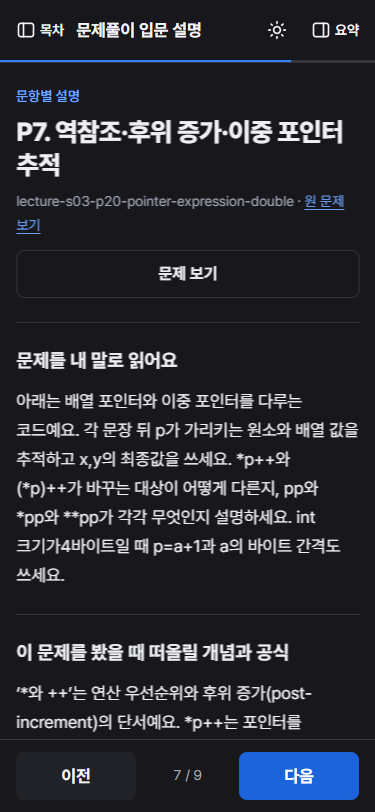 목차 문제풀이 입문 설명 요약
문항별 설명
P7. 역참조·후위 증가·이중 포인터
추적
lecture-s03-p20-pointer-expression-double · 원 문제
보기
문제 보기
문제를 내 말로 읽어요
아래는 배열 포인터와 이중 포인터를 다루는
코드예요. 각 문장 뒤 p가 가리키는 원소와 배열 값을
추적하고 x,y의 최종값을 쓰세요. *p++와
(*p)++가 바꾸는 대상이 어떻게 다른지, pp와
*pp와 **pp가 각각 무엇인지 설명하세요. int
크기가4바이트일 때 p=a+1과 a의 바이트 간격도
쓰세요.
이 문제를 봤을 때 떠올릴 개념과 공식
‘*와 ++’는 연산 우선순위와 후위 증가(post-
increment)의 단서예요. *p++는 포인터를
이전 7 / 9 다음